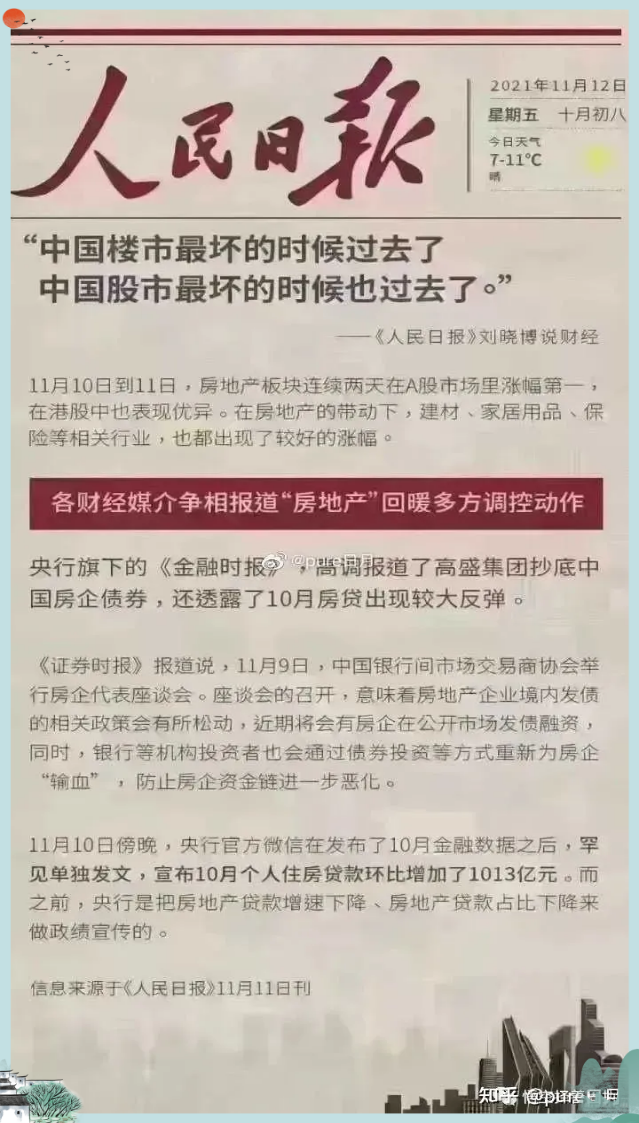 人民日报
2021年11月12日
星期五 十月初八
今日天气
7-11℃
晴
“中国楼市最坏的时候过去了
中国股市最坏的时候也过去了。”
——《人民日报》刘晓博说财经
11月10日到11日，房地产板块连续两天在A股市场里涨幅第一，
在港股中也表现优异。在房地产的带动下，建材、家居用品、保
险等相关行业，也都出现了较好的涨幅。
各财经媒介争相报道“房地产”回暖多方调控动作
央行旗下的《金融时报》，高调报道了高盛集团抄底中
国房企债券，还透露了10月房贷出现较大反弹。
《证券时报》报道说，11月9日，中国银行间市场交易商协会举
行房企代表座谈会。座谈会的召开，意味着房地产企业境内发债
的相关政策会有所松动，近期将会有房企在公开市场发债融资，
同时，银行等机构投资者也会通过债券投资等方式重新为房企
“输血”，防止房企资金链进一步恶化。
11月10日傍晚，央行官方微信在发布了10月金融数据之后，罕
见单独发文，宣布10月个人住房贷款环比增加了1013亿元。而
之前，央行是把房地产贷款增速下降、房地产贷款占比下降来
做政绩宣传的。
信息来源于《人民日报》11月11日刊
知乎